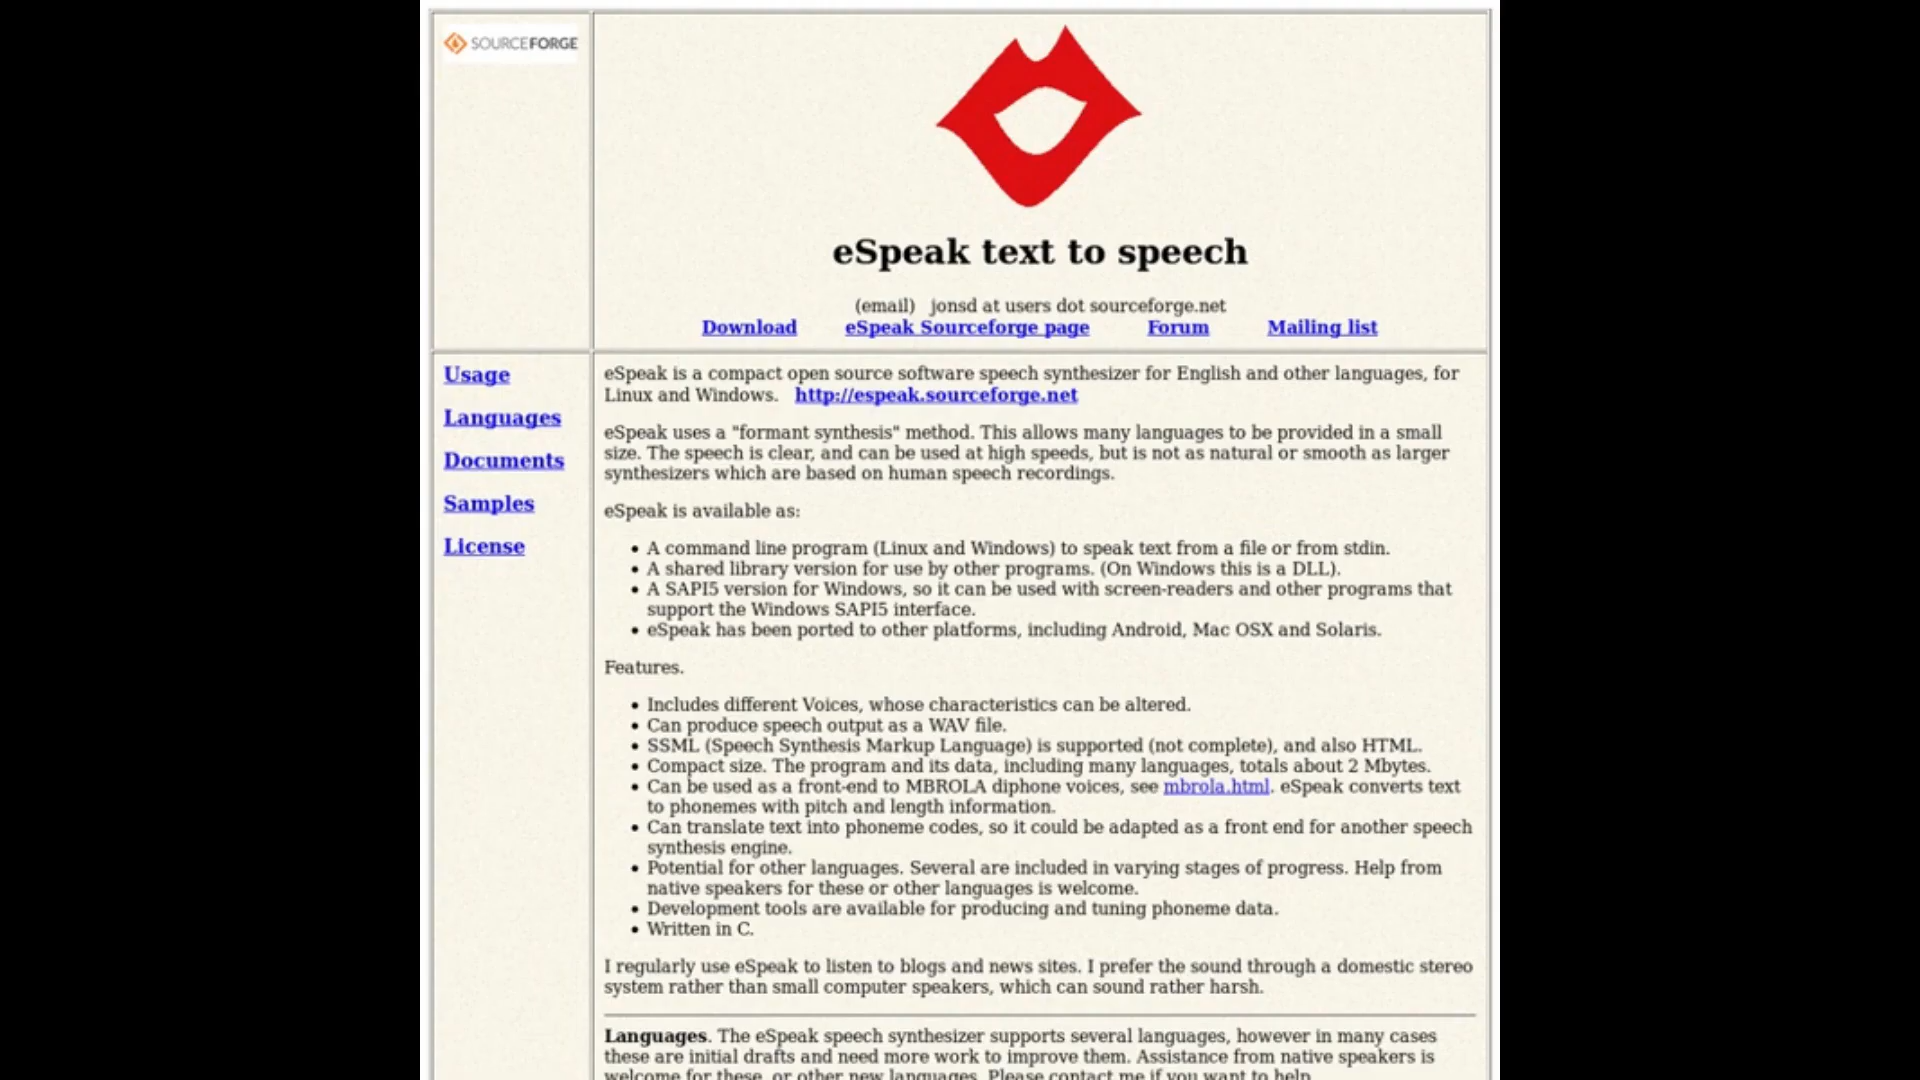 SOURCEFORGE
eSpeak text to speech
(email) jonsd at users dot sourceforge.net
Download eSpeak Sourceforge page Forum Mailing list
Usage
Languages
Documents
Samples
License
eSpeak is a compact open source software speech synthesizer for English and other languages, for
Linux and Windows. http://espeak.sourceforge.net
eSpeak uses a "formant synthesis" method. This allows many languages to be provided in a small
size. The speech is clear, and can be used at high speeds, but is not as natural or smooth as larger
synthesizers which are based on human speech recordings.
eSpeak is available as:
• A command line program (Linux and Windows) to speak text from a file or from stdin.
• A shared library version for use by other programs. (On Windows this is a DLL).
• A SAPI5 version for Windows, so it can be used with screen-readers and other programs that
support the Windows SAPI5 interface.
• eSpeak has been ported to other platforms, including Android, Mac OSX and Solaris.
Features.
• Includes different Voices, whose characteristics can be altered.
• Can produce speech output as a WAV file.
• SSML (Speech Synthesis Markup Language) is supported (not complete), and also HTML.
• Compact size. The program and its data, including many languages, totals about 2 Mbytes.
• Can be used as a front-end to MBROLA diphone voices, see mbrola.html. eSpeak converts text
to phonemes with pitch and length information.
• Can translate text into phoneme codes, so it could be adapted as a front end for another speech
synthesis engine.
• Potential for other languages. Several are included in varying stages of progress. Help from
native speakers for these or other languages is welcome.
• Development tools are available for producing and tuning phoneme data.
• Written in C.
I regularly use eSpeak to listen to blogs and news sites. I prefer the sound through a domestic stereo
system rather than small computer speakers, which can sound rather harsh.
Languages. The eSpeak speech synthesizer supports several languages, however in many cases
these are initial drafts and need more work to improve them. Assistance from native speakers is
welcome for these, or other new languages. Please contact me if you want to help.